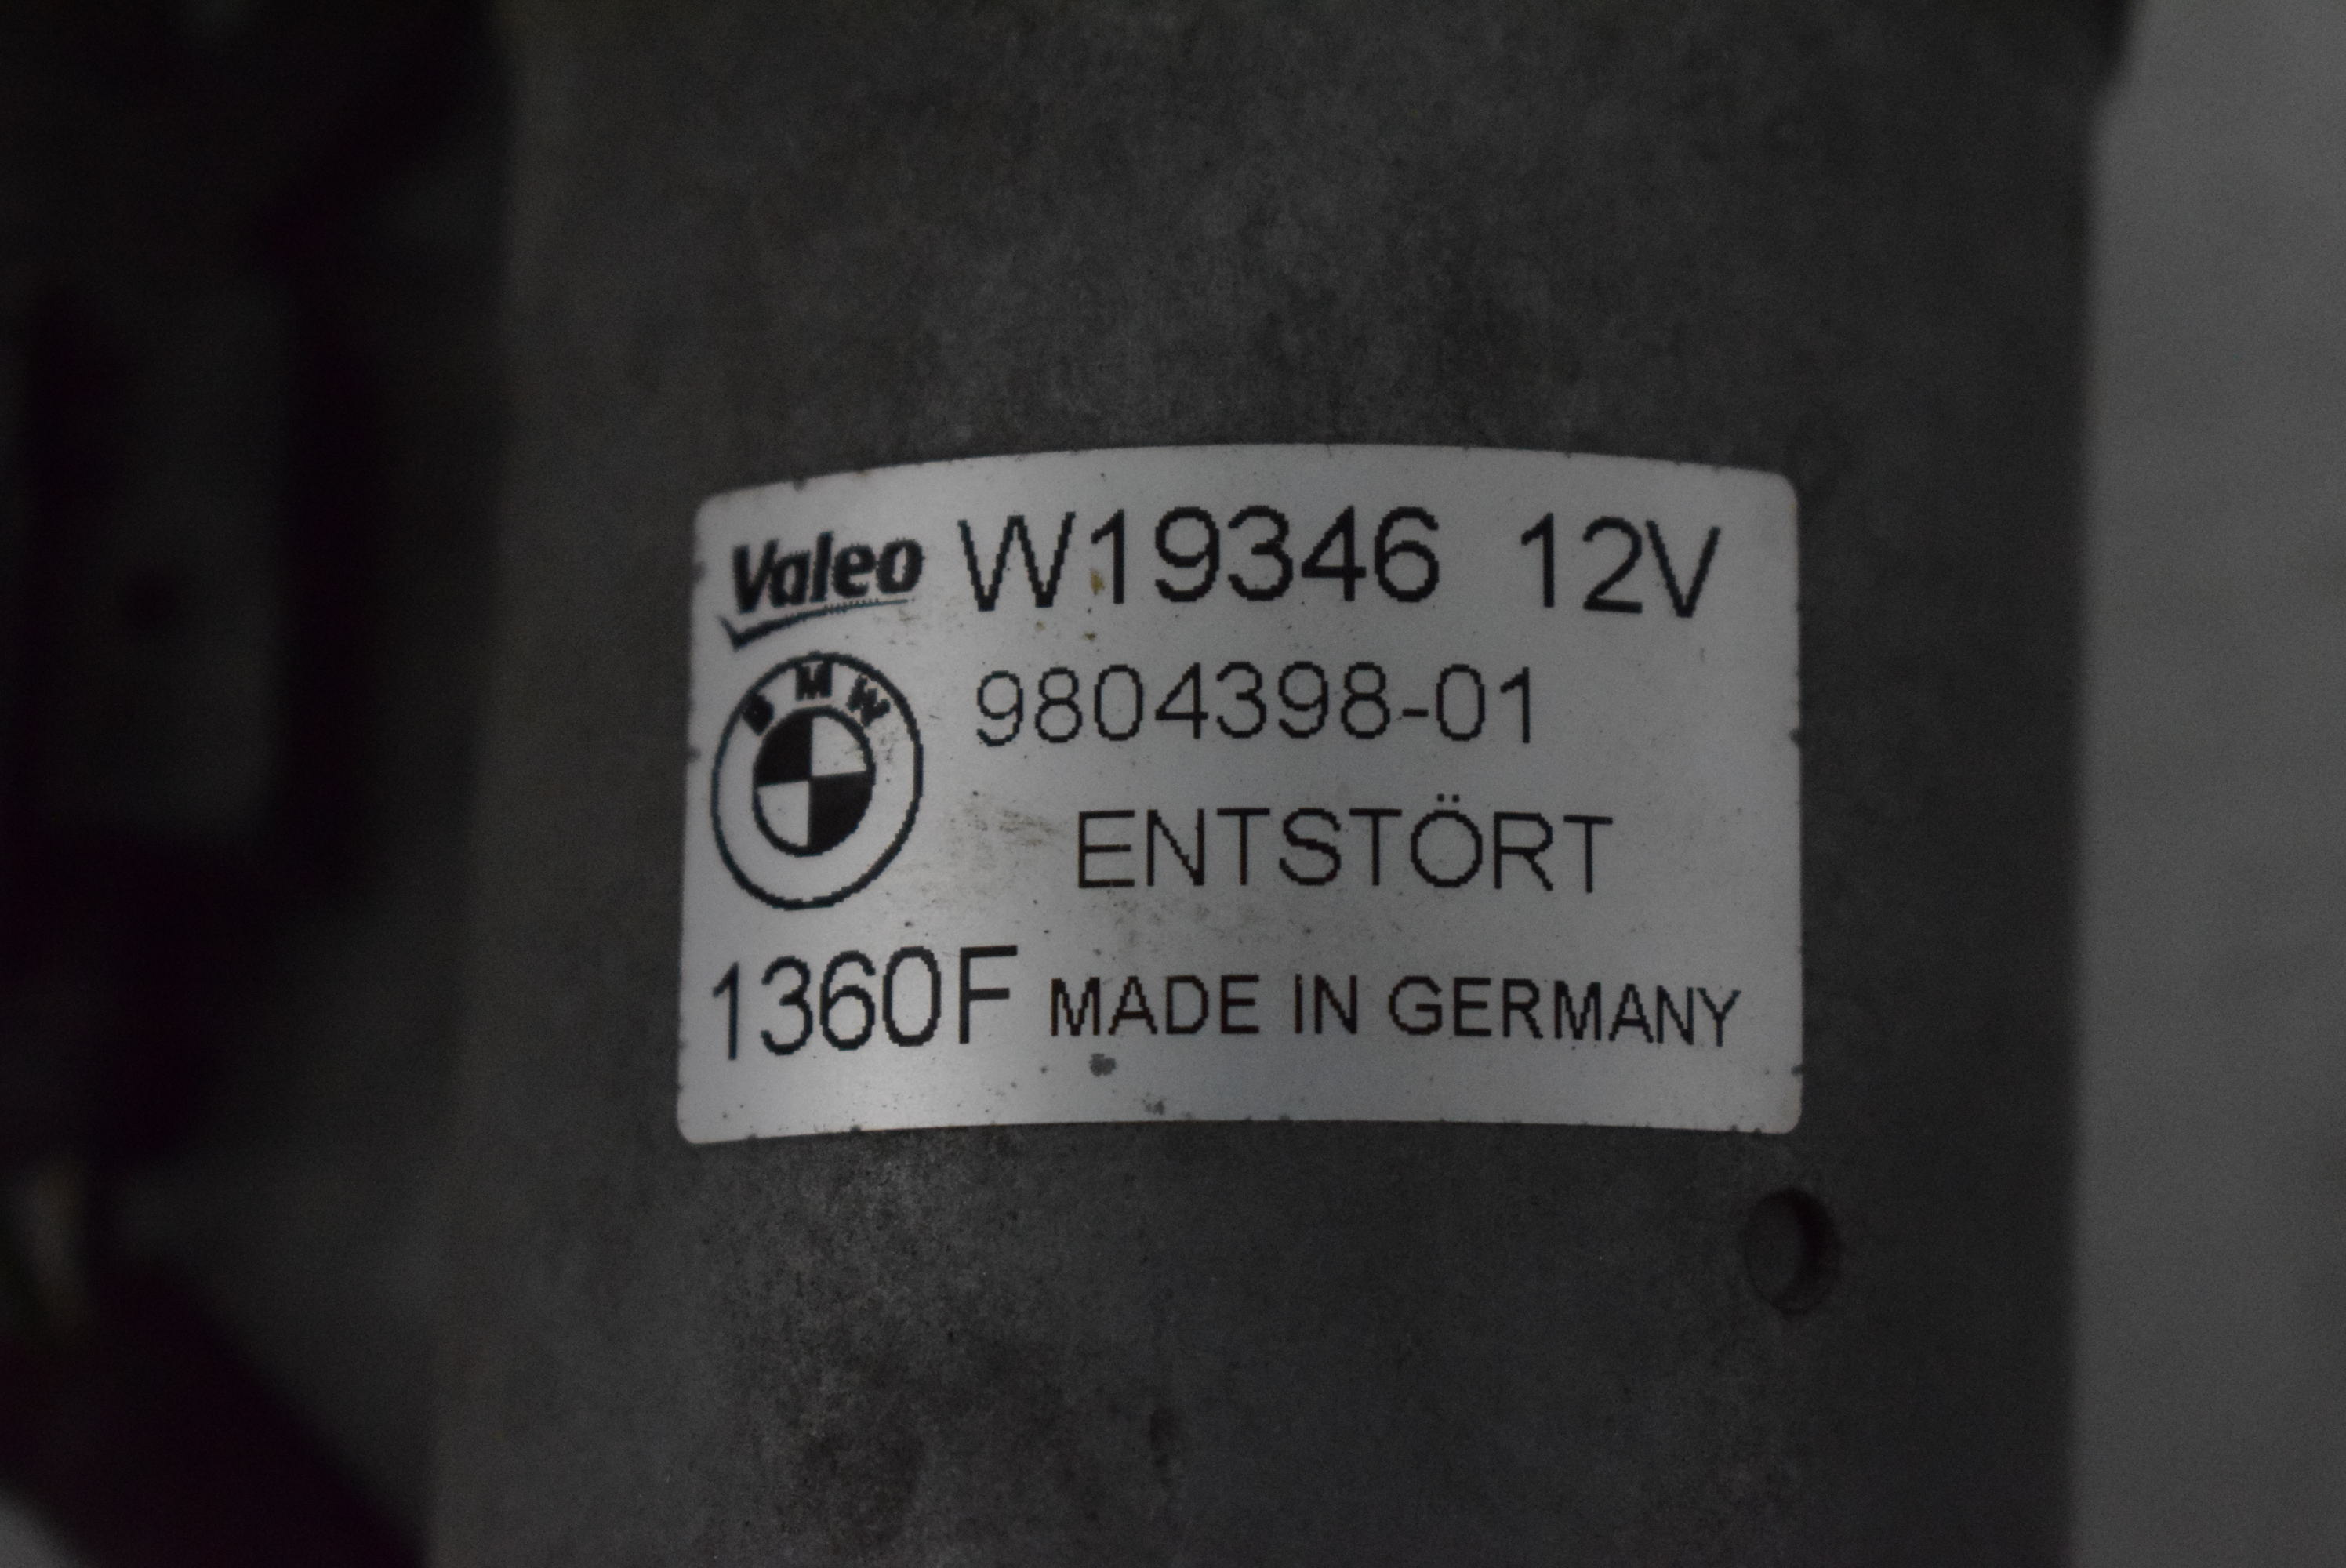 Valeo W19346 12V
BMW 9804398-01
ENTSTÖRT
1360F MADE IN GERMANY